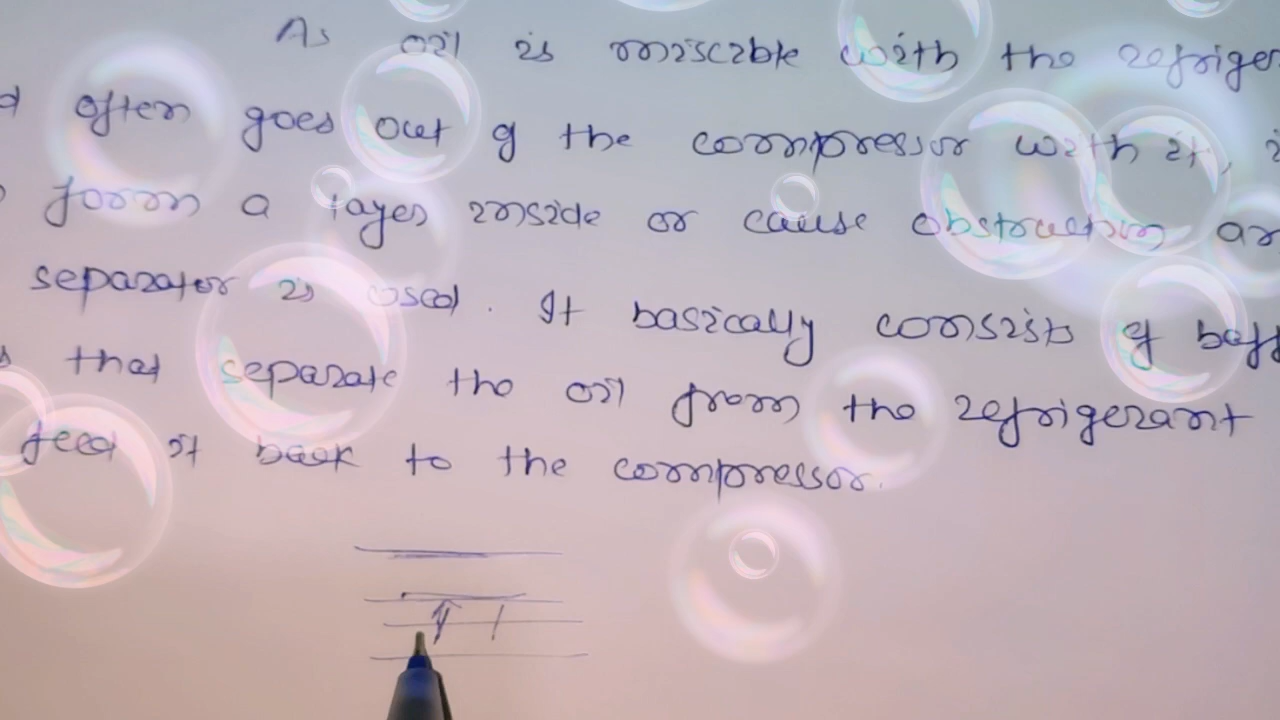 As oil is miscible with the refriger
often goes out of the compressor with it,
form a layer inside or cause obstruction
separator is used. It basically consists of baff
that separate the oil from the refrigerant
feed it back to the compressor.